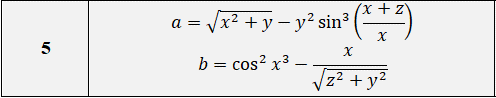 5
a = √(x² + y) − y² sin³ ((x + z)/x)
b = cos² x³ − x/√(z² + y²)